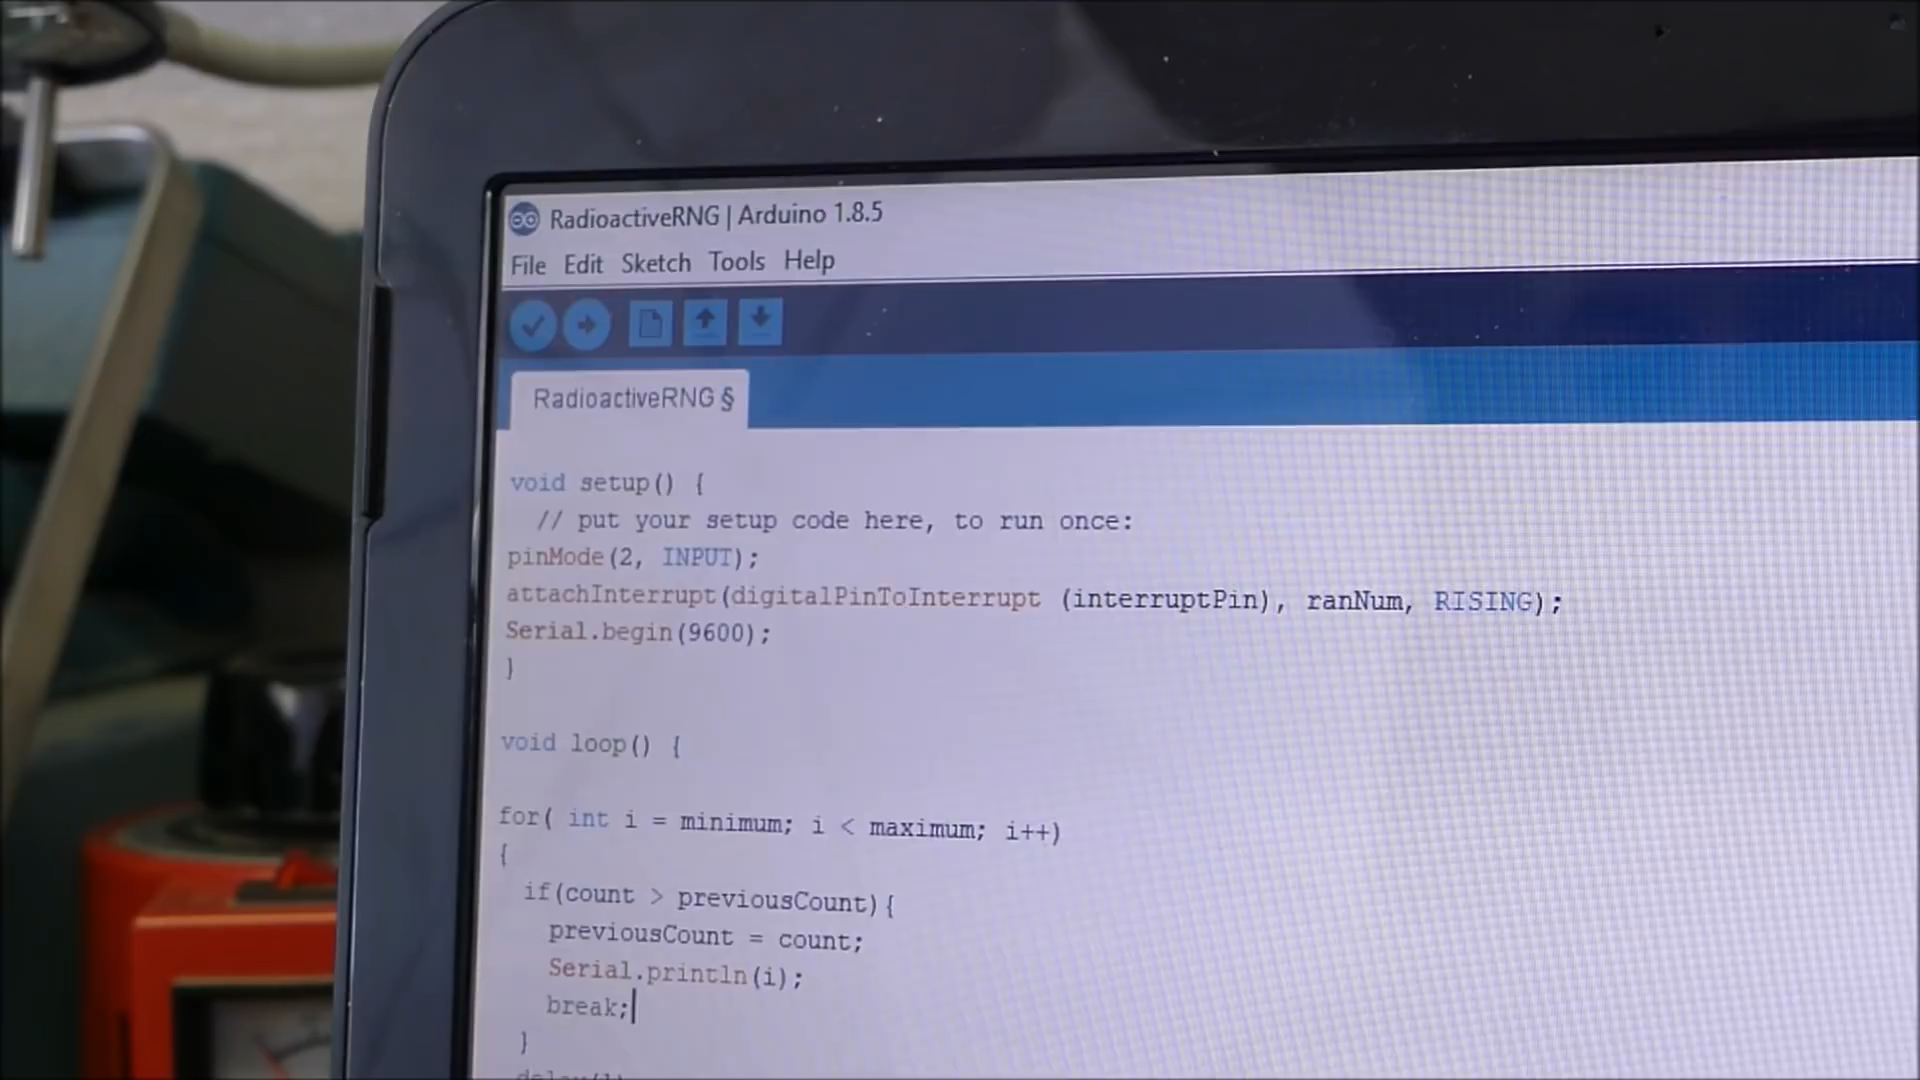 RadioactiveRNG | Arduino 1.8.5
File Edit Sketch Tools Help
RadioactiveRNG §
void setup() {
// put your setup code here, to run once:
pinMode(2, INPUT);
attachInterrupt(digitalPinToInterrupt (interruptPin), ranNum, RISING);
Serial.begin(9600);
}
void loop() {
for( int i = minimum; i < maximum; i++)
{
if(count > previousCount){
previousCount = count;
Serial.println(i);
break;
}